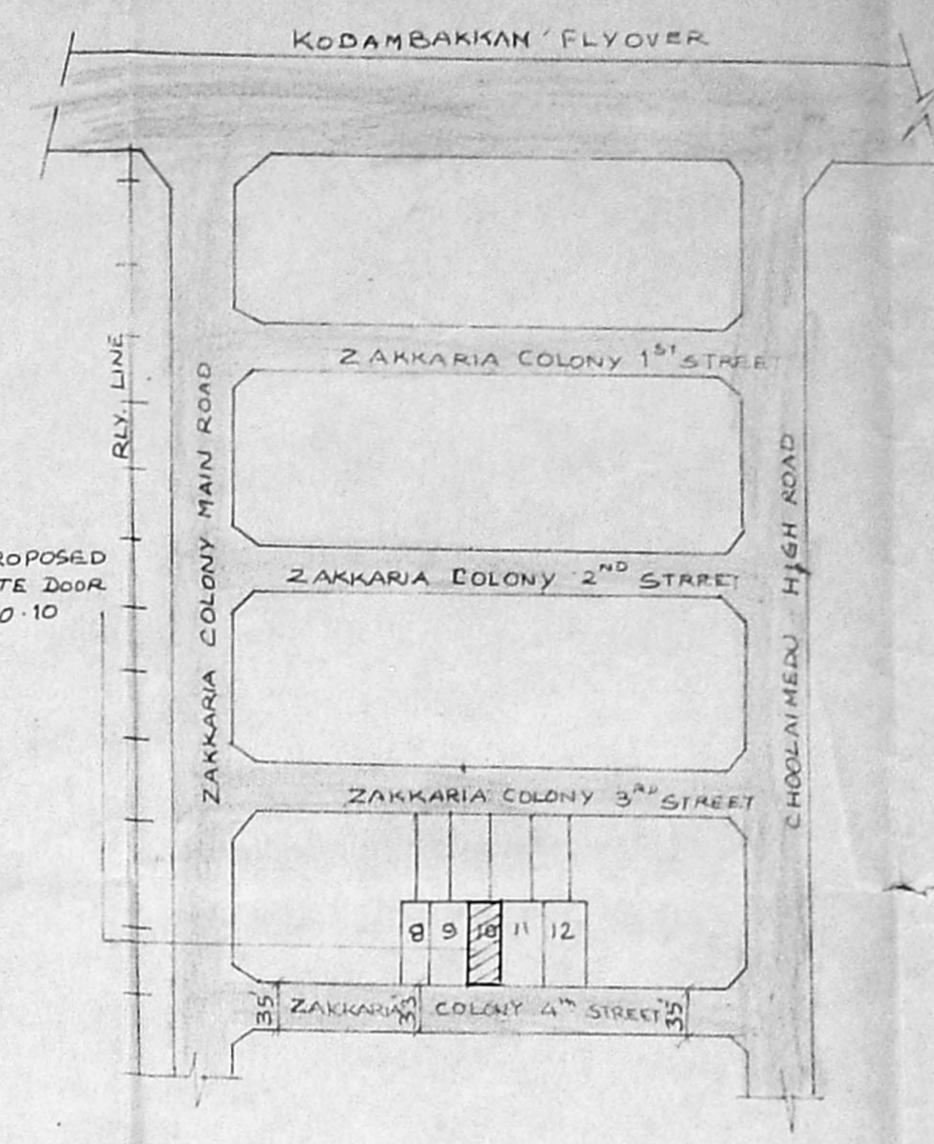 KODAMBAKKAN FLYOVER
ZAKKARIA COLONY 1ST STREE
RLY. LINE
ZAKKARIA COLONY MAIN ROAD
CHOOLAIMEDU HIGH ROAD
ROPOSED
TE DOOR
O.10
ZAKKARIA COLONY 2ND STREET
ZAKKARIA COLONY 3RD STREET
8 9 10 11 12
35' ZAKKARIA 33' COLONY 4TH STREET 35'